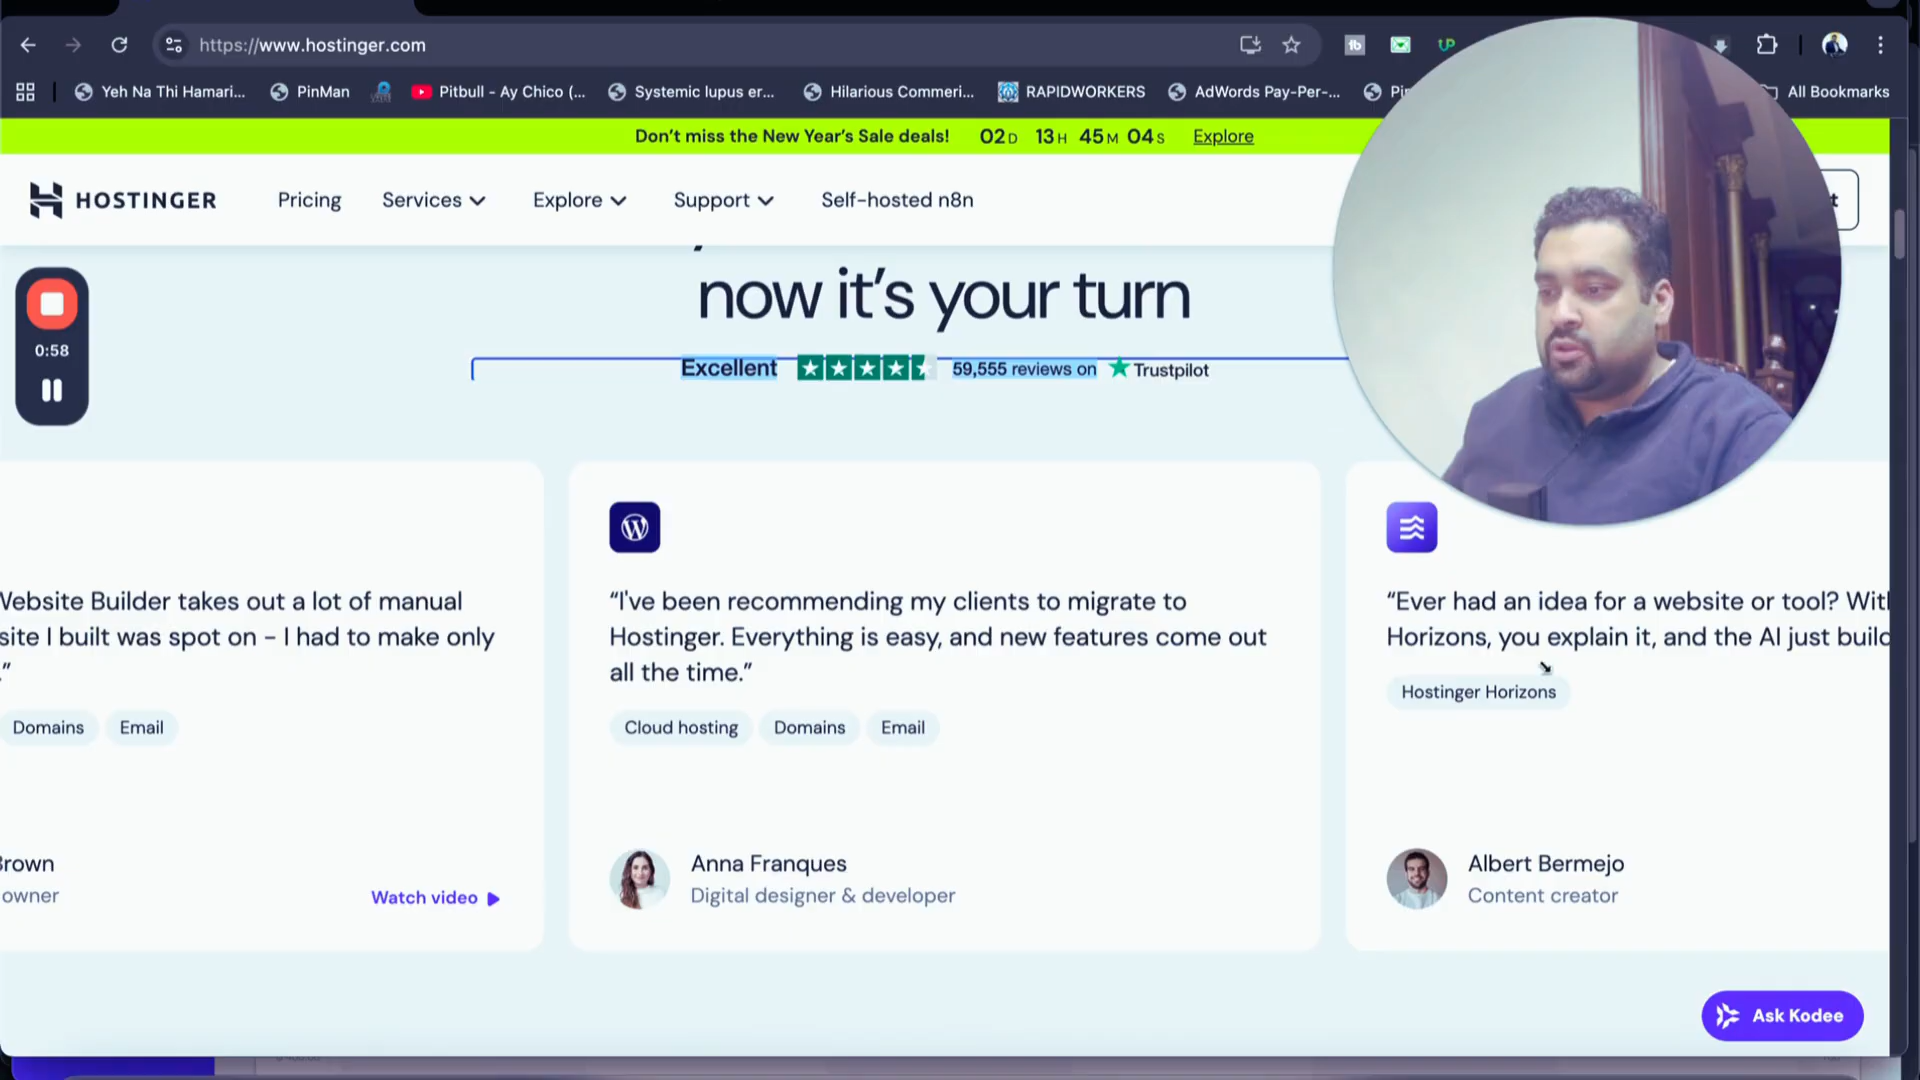 https://www.hostinger.com
Yeh Na Thi Hamari...
PinMan
Pitbull - Ay Chico (...
Systemic lupus er...
Hilarious Commeri...
RAPIDWORKERS
AdWords Pay-Per-...
All Bookmarks
Don't miss the New Year's Sale deals! 02 D 13 H 45 M 04 S Explore
HOSTINGER
Pricing
Services
Explore
Support
Self-hosted n8n
now it's your turn
0:58
Excellent 59,555 reviews on Trustpilot
Website Builder takes out a lot of manual
site I built was spot on – I had to make only
.”
Domains
Email
Brown
owner
Watch video
“I've been recommending my clients to migrate to
Hostinger. Everything is easy, and new features come out
all the time.”
Cloud hosting
Domains
Email
Anna Franques
Digital designer & developer
“Ever had an idea for a website or tool? With
Horizons, you explain it, and the AI just build
Hostinger Horizons
Albert Bermejo
Content creator
Ask Kodee